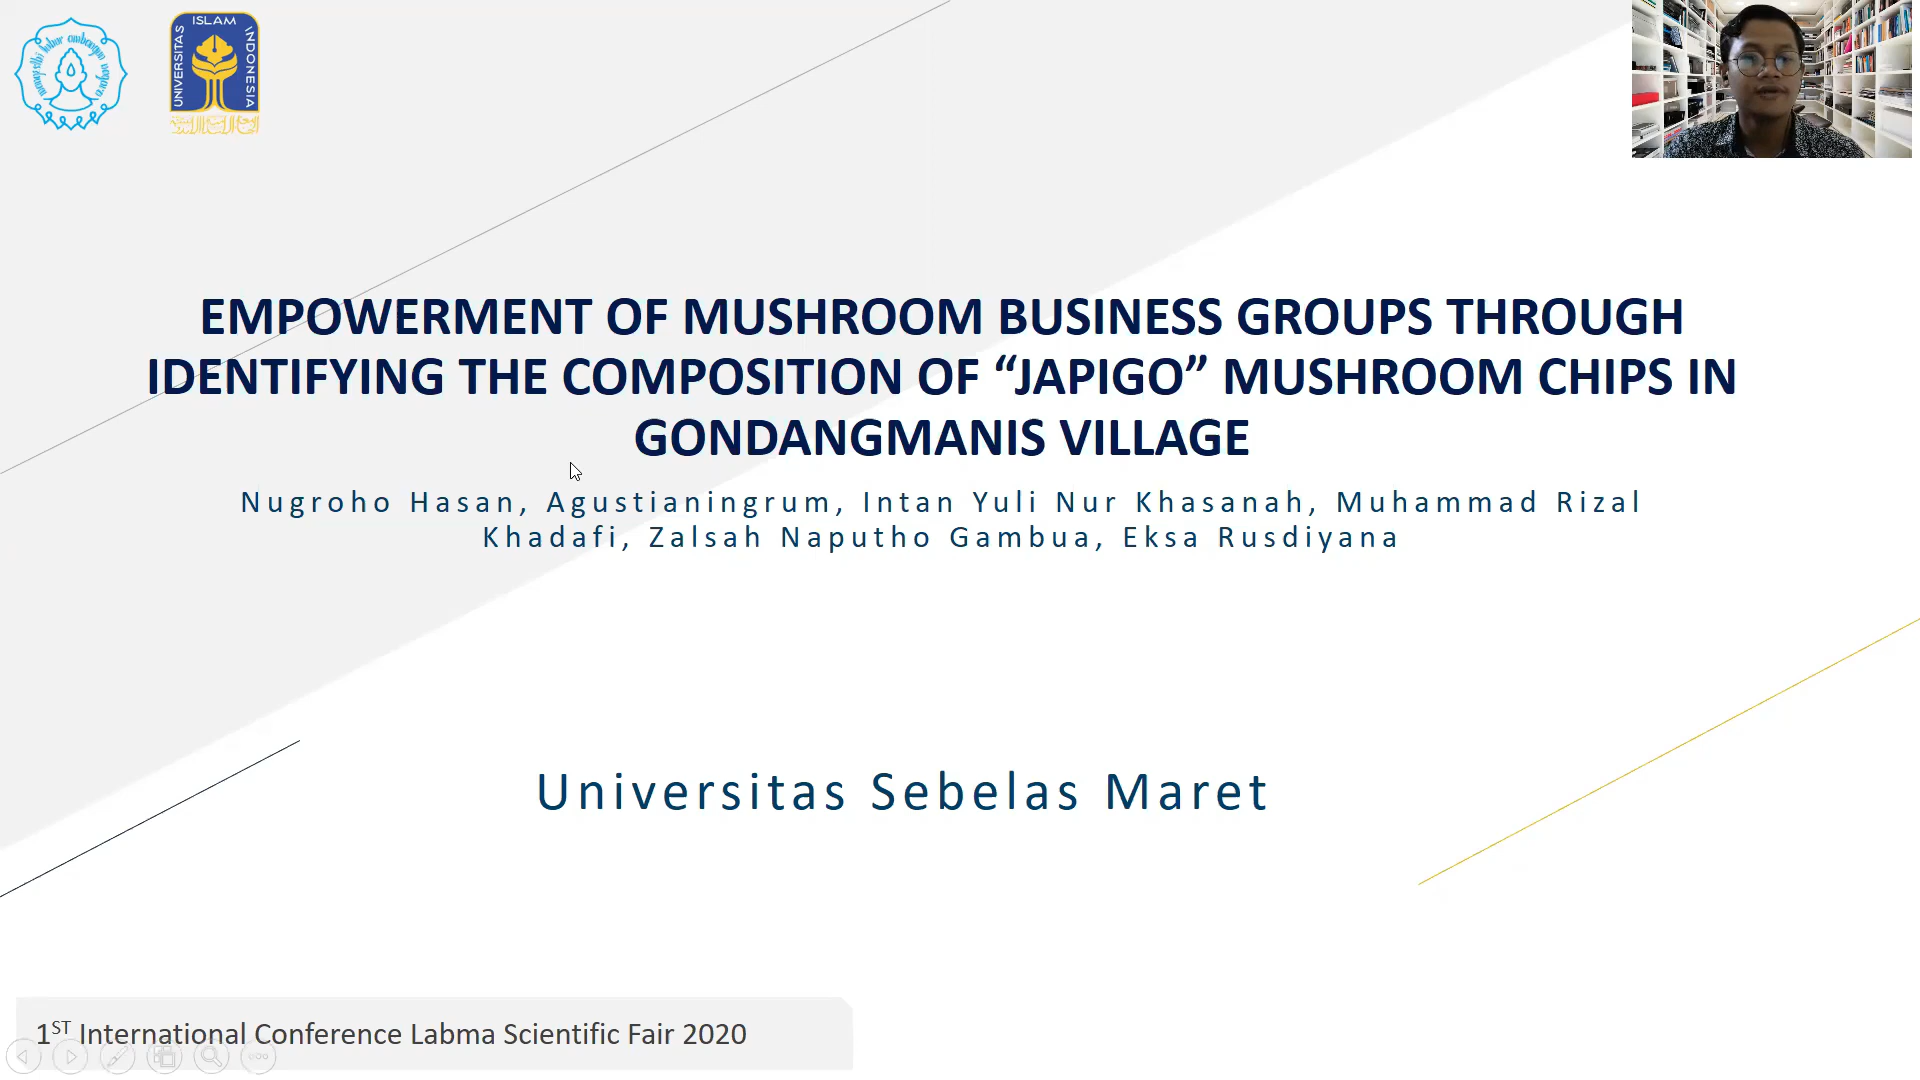 ISLAM
UNIVERSITAS
INDONESIA
EMPOWERMENT OF MUSHROOM BUSINESS GROUPS THROUGH
IDENTIFYING THE COMPOSITION OF “JAPIGO” MUSHROOM CHIPS IN
GONDANGMANIS VILLAGE
Nugroho Hasan, Agustianingrum, Intan Yuli Nur Khasanah, Muhammad Rizal
Khadafi, Zalsah Naputho Gambua, Eksa Rusdiyana
Universitas Sebelas Maret
1ST International Conference Labma Scientific Fair 2020